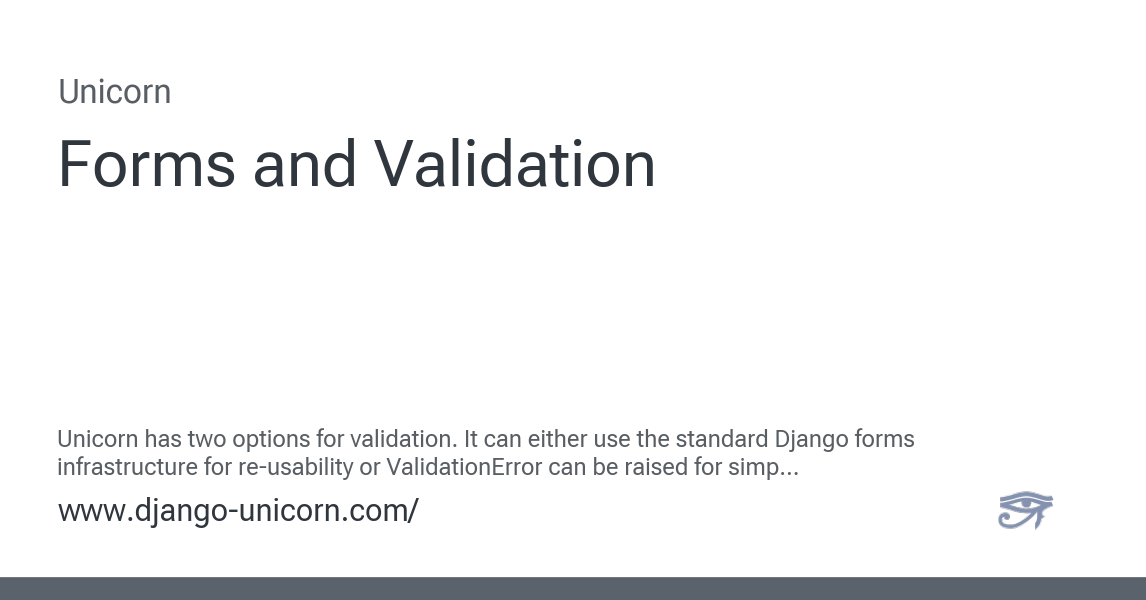 Unicorn
Forms and Validation
Unicorn has two options for validation. It can either use the standard Django forms
infrastructure for re-usability or ValidationError can be raised for simp...
www.django-unicorn.com/